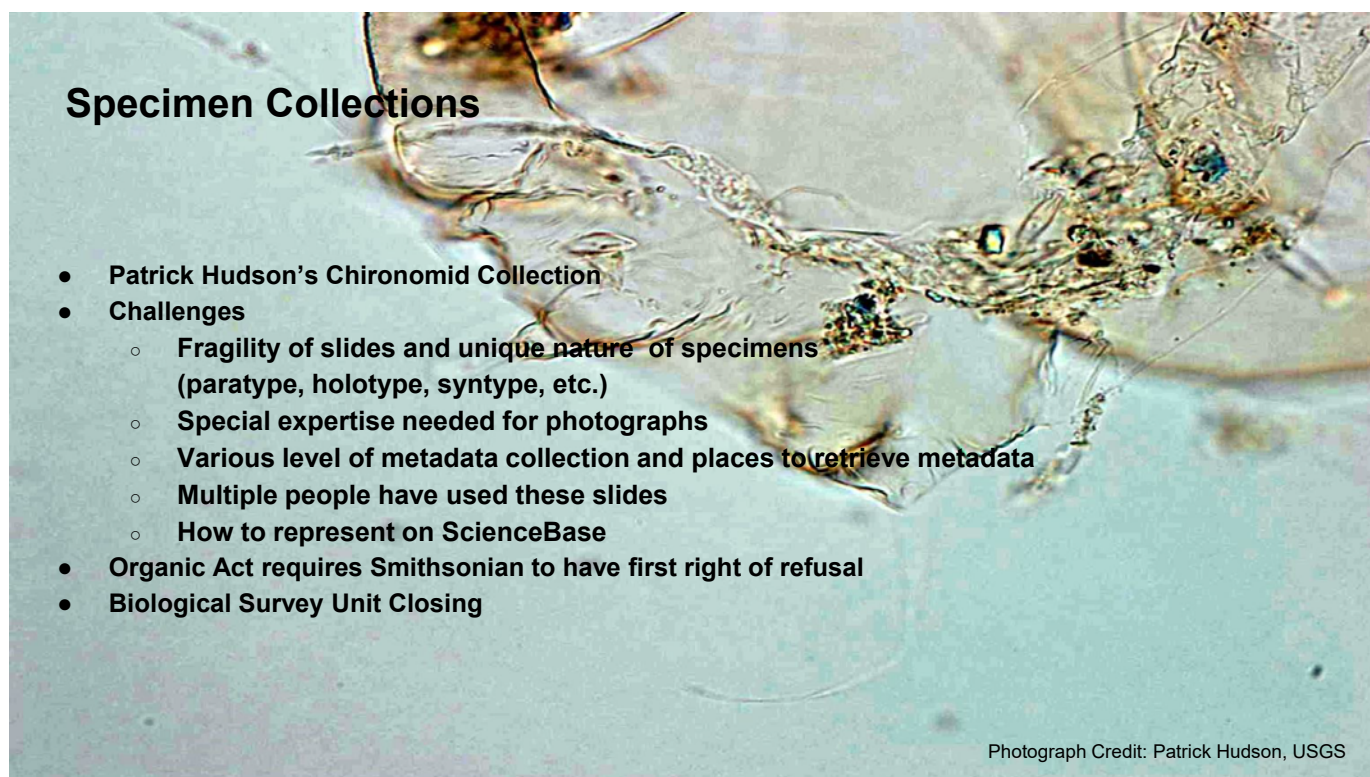 Specimen Collections
● Patrick Hudson’s Chironomid Collection
● Challenges
○ Fragility of slides and unique nature of specimens
(paratype, holotype, syntype, etc.)
○ Special expertise needed for photographs
○ Various level of metadata collection and places to retrieve metadata
○ Multiple people have used these slides
○ How to represent on ScienceBase
● Organic Act requires Smithsonian to have first right of refusal
● Biological Survey Unit Closing
Photograph Credit: Patrick Hudson, USGS